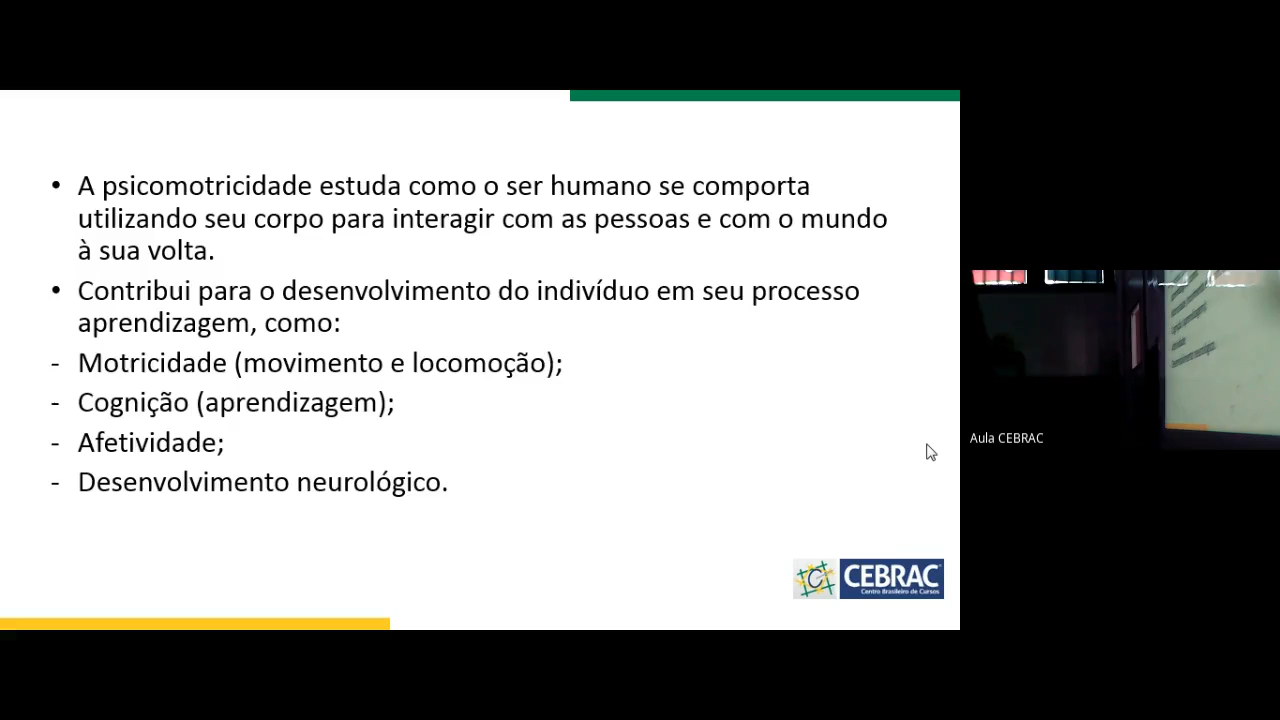 • A psicomotricidade estuda como o ser humano se comporta
utilizando seu corpo para interagir com as pessoas e com o mundo
à sua volta.
• Contribui para o desenvolvimento do indivíduo em seu processo
aprendizagem, como:
- Motricidade (movimento e locomoção);
- Cognição (aprendizagem);
- Afetividade;
- Desenvolvimento neurológico.
C CEBRAC
Centro Brasileiro de Cursos
Aula CEBRAC